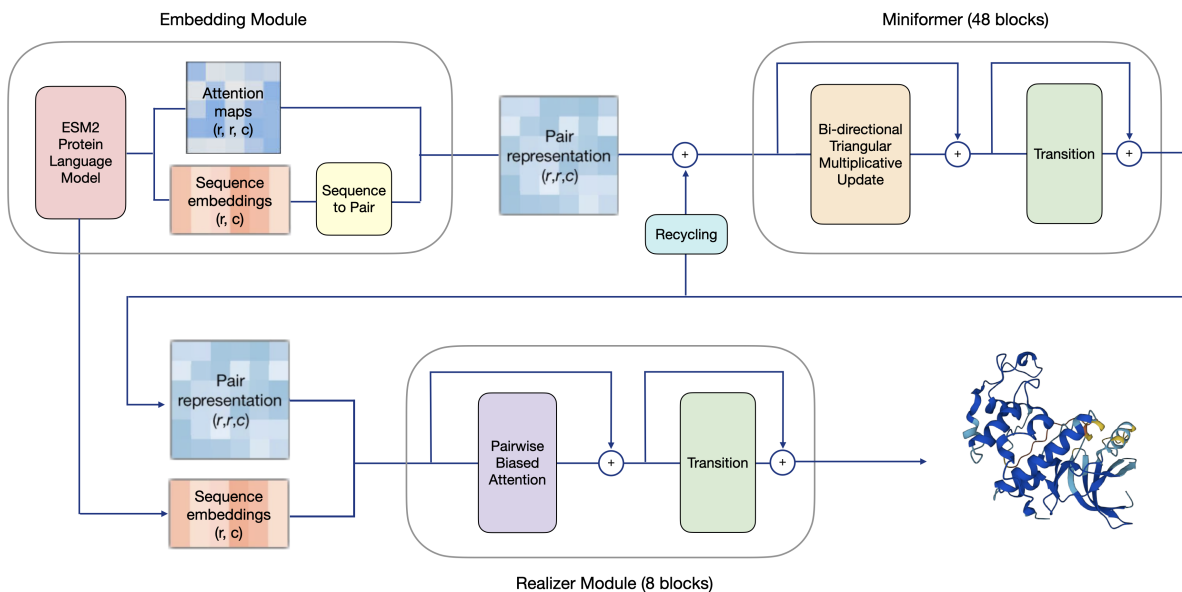 Embedding Module
Miniformer (48 blocks)
ESM2
Protein
Language
Model
Attention
maps
(r, r, c)
Sequence
embeddings
(r, c)
Sequence
to Pair
Pair
representation
(r,r,c)
+
Recycling
Bi-directional
Triangular
Multiplicative
Update
+
Transition
+
Pair
representation
(r,r,c)
Sequence
embeddings
(r, c)
Pairwise
Biased
Attention
+
Transition
+
Realizer Module (8 blocks)